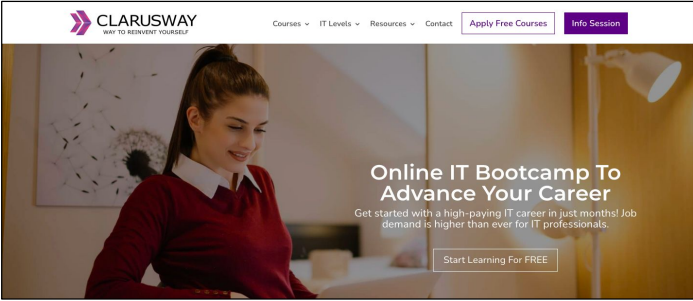 CLARUSWAY
WAY TO REINVENT YOURSELF
Courses IT Levels Resources Contact Apply Free Courses Info Session
Online IT Bootcamp To
Advance Your Career
Get started with a high-paying IT career in just months! Job
demand is higher than ever for IT professionals.
Start Learning For FREE